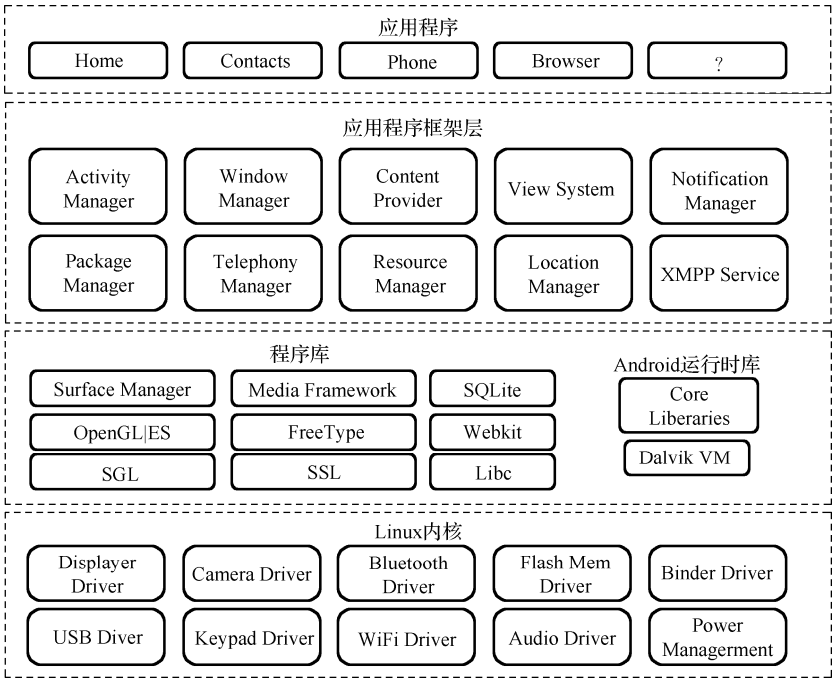 应用程序
Home
Contacts
Phone
Browser
?
应用程序框架层
Activity
Manager
Window
Manager
Content
Provider
View System
Notification
Manager
Package
Manager
Telephony
Manager
Resource
Manager
Location
Manager
XMPP Service
程序库
Surface Manager
Media Framework
SQLite
OpenGL|ES
FreeType
Webkit
SGL
SSL
Libc
Android运行时库
Core
Liberaries
Dalvik VM
Linux内核
Displayer
Driver
Camera Driver
Bluetooth
Driver
Flash Mem
Driver
Binder Driver
USB Diver
Keypad Driver
WiFi Driver
Audio Driver
Power
Managerment